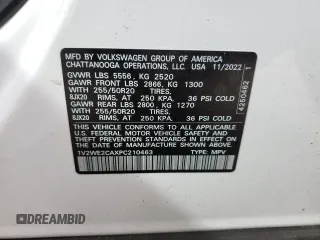 MFD BY VOLKSWAGEN GROUP OF AMERICA
CHATTANOOGA OPERATIONS, LLC. USA 11/2022
GVWR LBS 5556, KG 2520
GAWR FRONT LBS 2866, KG 1300
WITH 255/50R20 TIRES,
8JX20 RIMS, AT 250 KPA, 36 PSI COLD
GAWR REAR LBS 2800, KG 1270
WITH 255/50R20 TIRES,
8JX20 RIMS, AT 250 KPA, 36 PSI COLD
THIS VEHICLE CONFORMS TO ALL APPLICABLE
FEDERAL MOTOR VEHICLE SAFETY AND THEFT
PREVENTION STANDARDS IN EFFECT ON THE DATE
OF MANUFACTURE SHOWN ABOVE.
1V2WE2CAXPC210463 TYPE: MPV
4250462
AUTOBIDMASTER